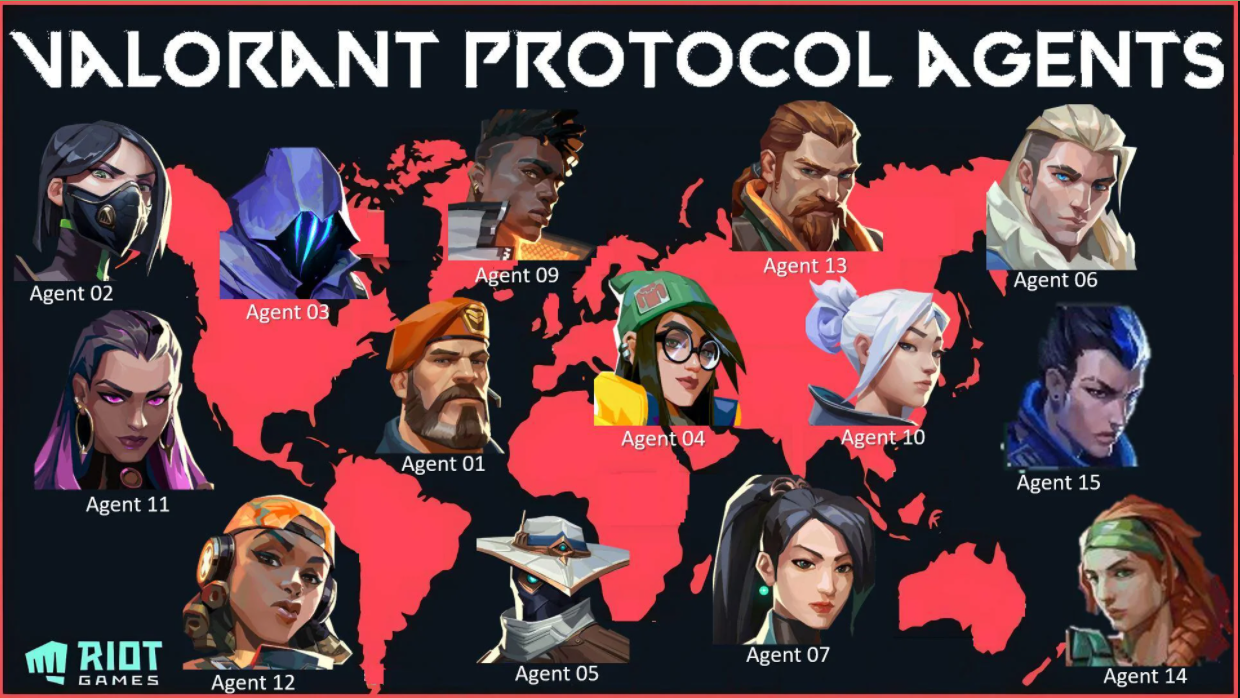 VALORANT PROTOCOL AGENTS
Agent 02
Agent 03
Agent 09
Agent 13
Agent 06
Agent 11
Agent 01
Agent 04
Agent 10
Agent 15
Agent 12
Agent 05
Agent 07
Agent 14
RIOT
GAMES